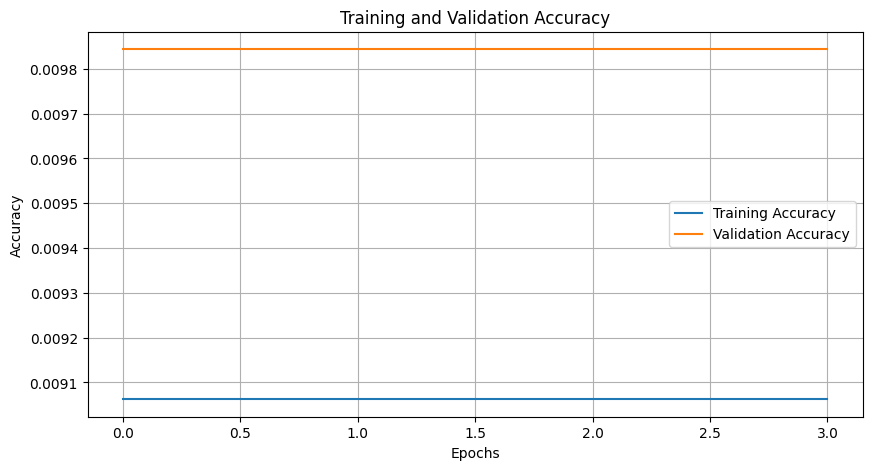 Training and Validation Accuracy
Accuracy
0.0098
0.0097
0.0096
0.0095
0.0094
0.0093
0.0092
0.0091
Training Accuracy
Validation Accuracy
0.0 0.5 1.0 1.5 2.0 2.5 3.0
Epochs